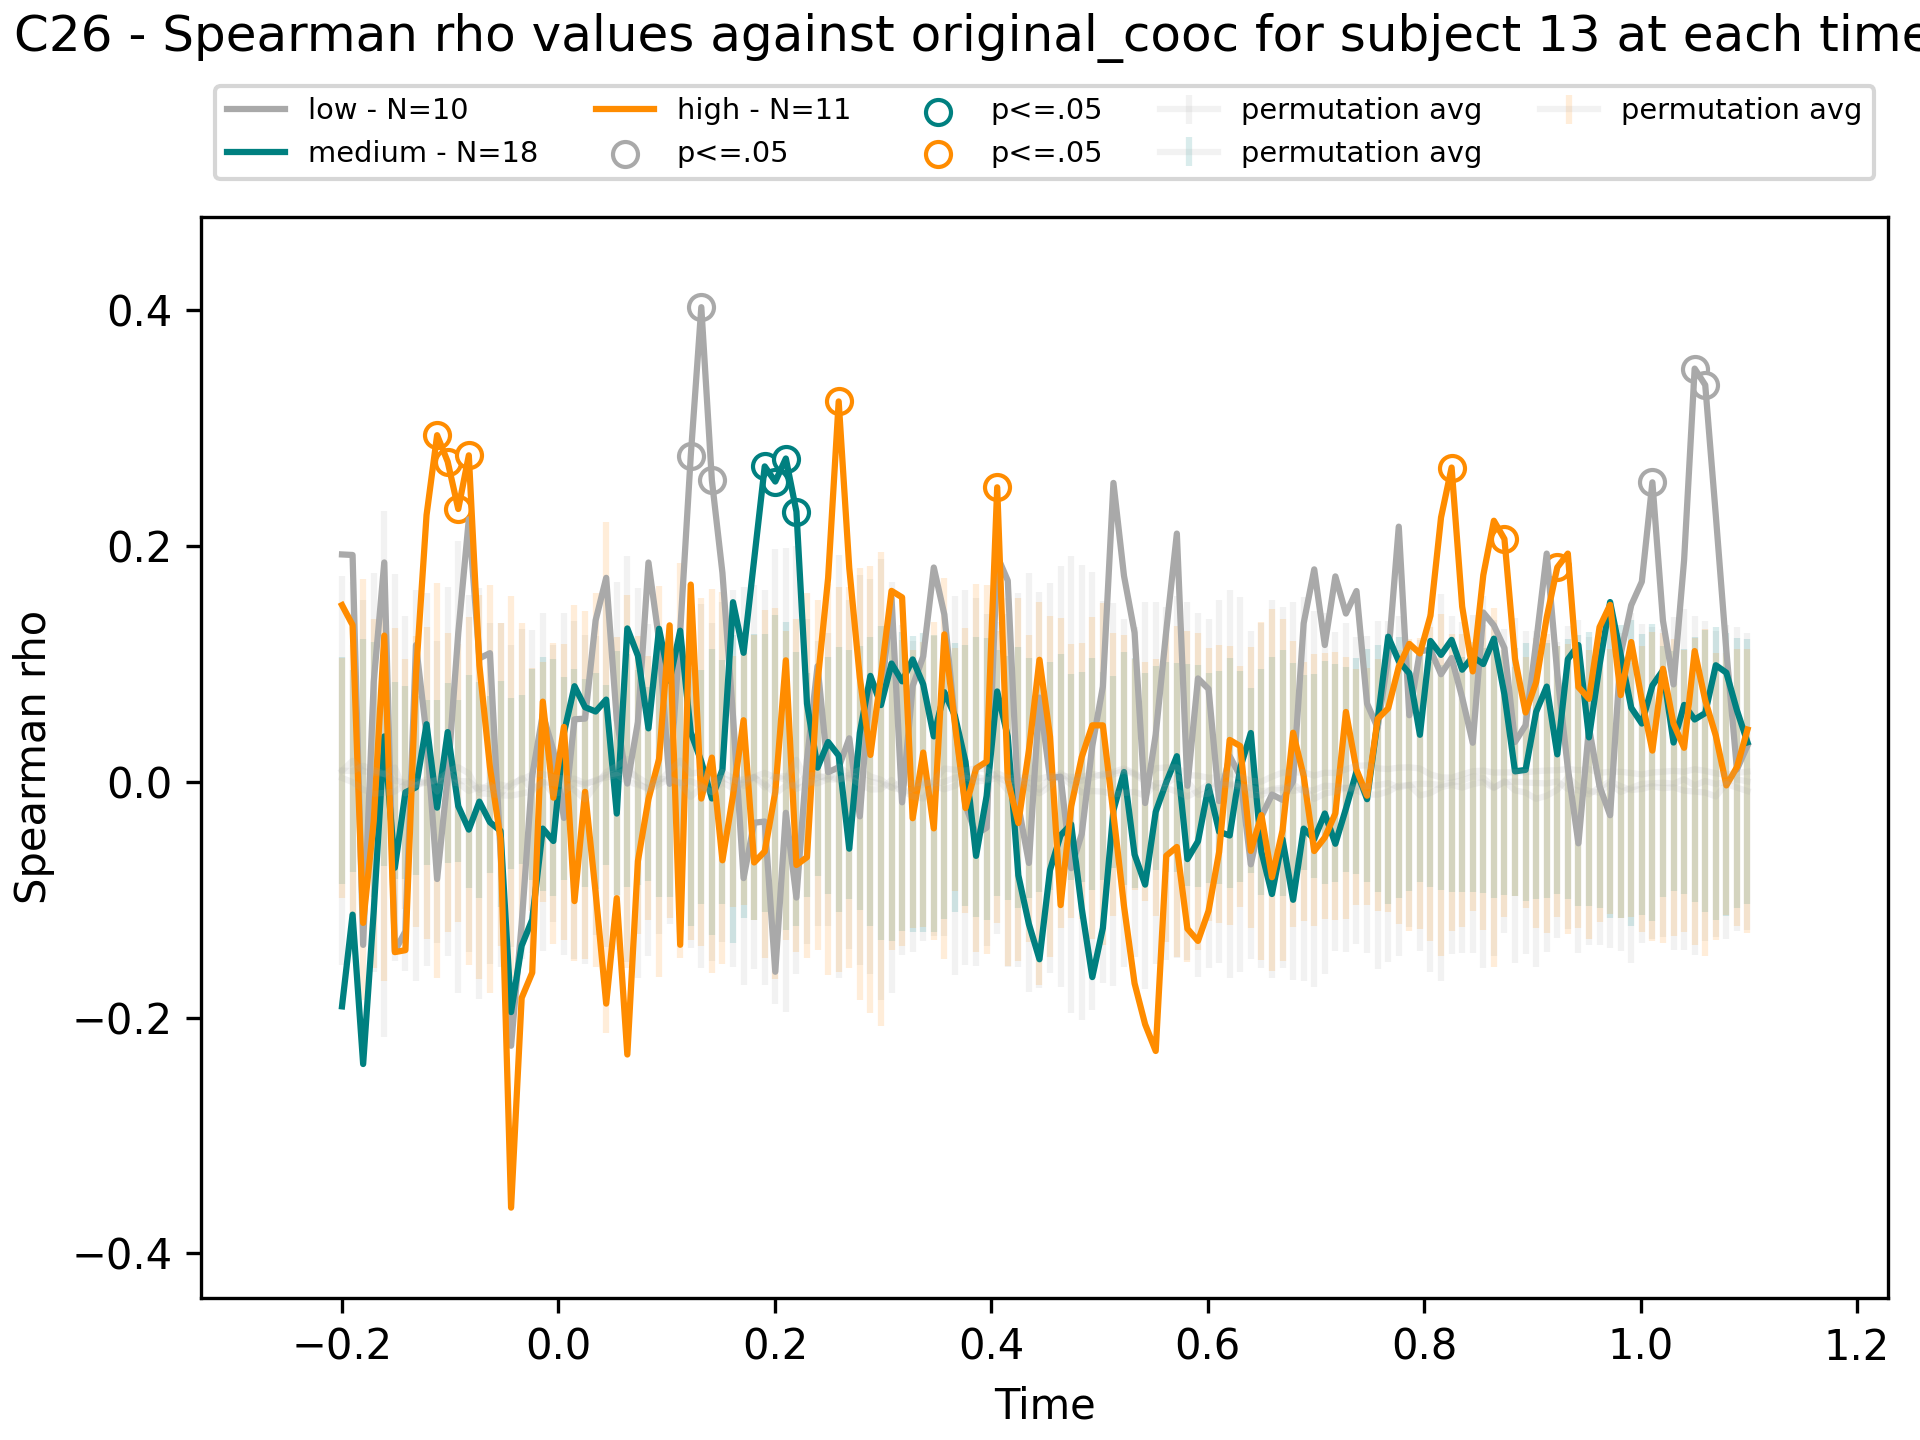 C26 - Spearman rho values against original_cooc for subject 13 at each time
low - N=10
medium - N=18
high - N=11
p<=.05
p<=.05
p<=.05
permutation avg
permutation avg
permutation avg
Spearman rho
0.4
0.2
0.0
−0.2
−0.4
−0.2 0.0 0.2 0.4 0.6 0.8 1.0 1.2
Time